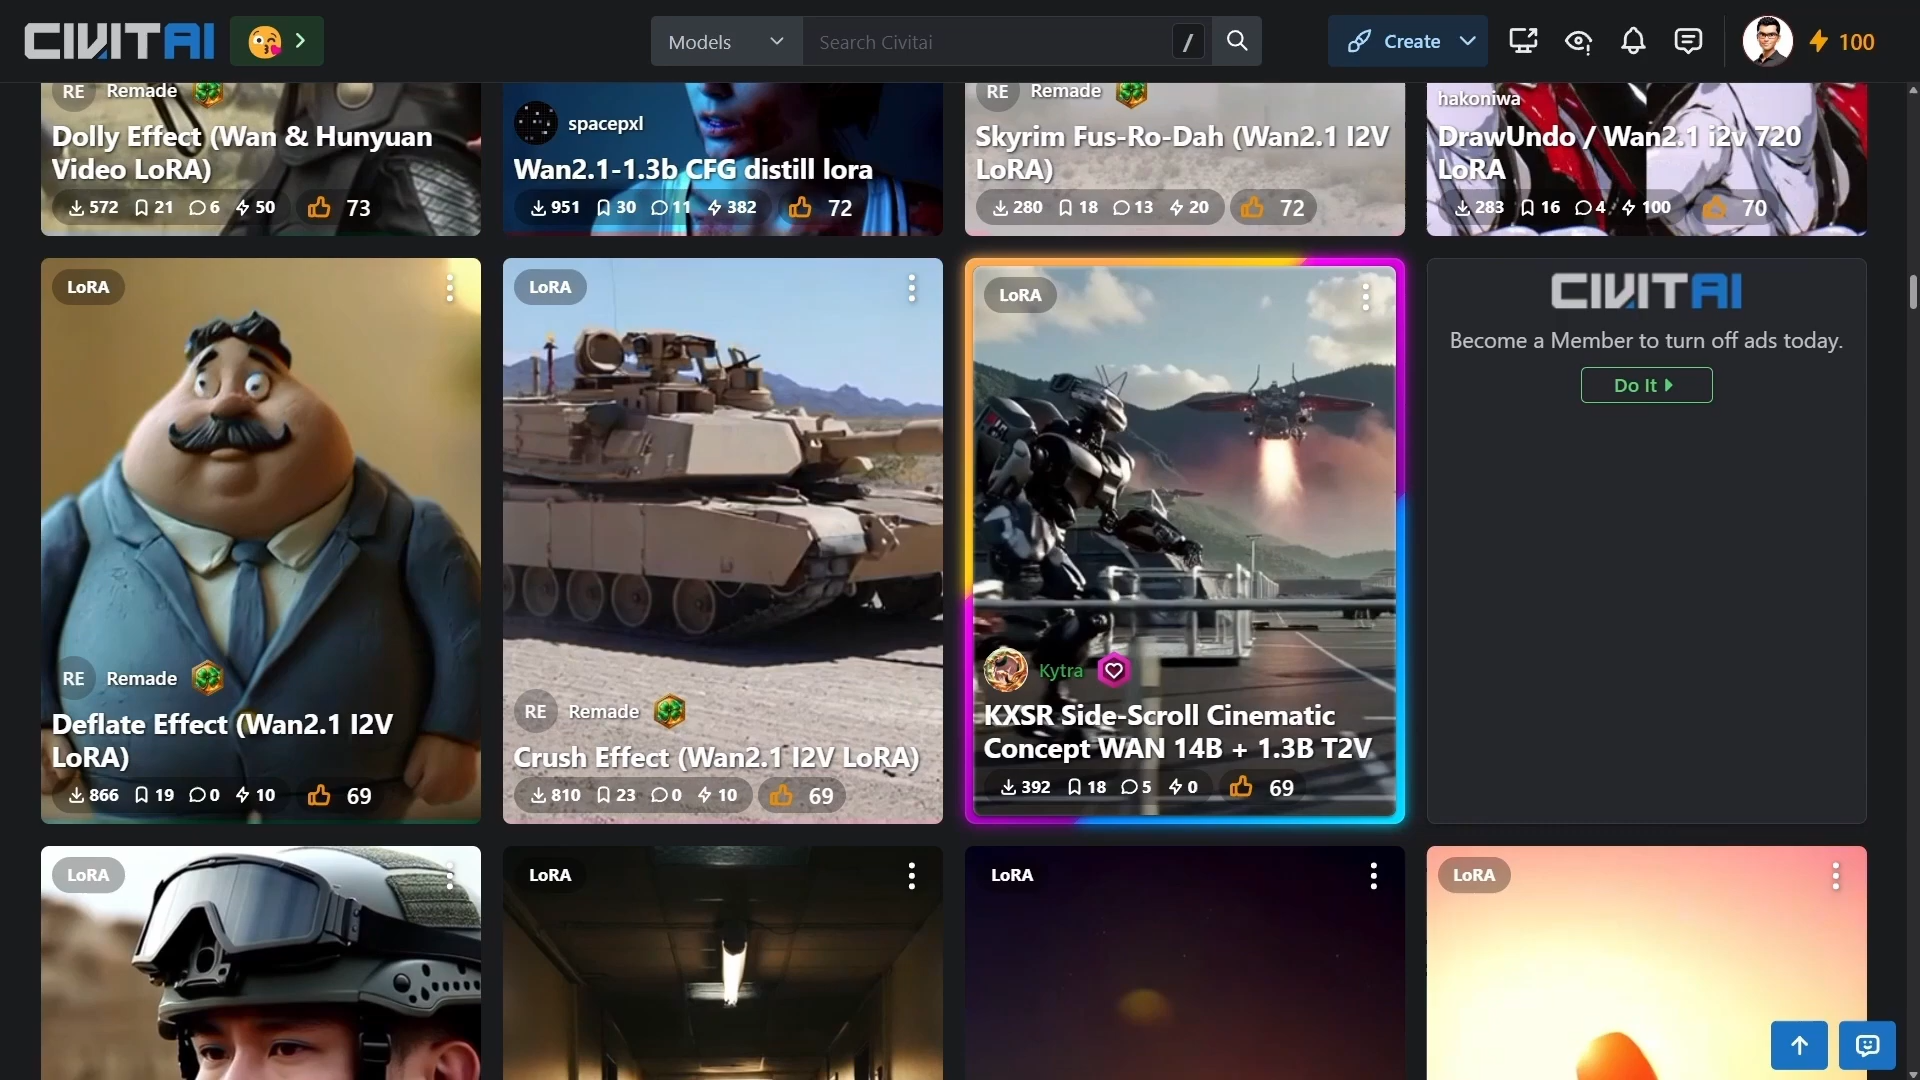 CIVITAI
Models
Search Civitai
/
Create
100
RE Remade
Dolly Effect (Wan & Hunyuan
Video LoRA)
572 21 6 50 73
spacepxl
Wan2.1-1.3b CFG distill lora
951 30 11 382 72
RE Remade
Skyrim Fus-Ro-Dah (Wan2.1 I2V
LoRA)
280 18 13 20 72
hakoniwa
DrawUndo / Wan2.1 i2v 720
LoRA
283 16 4 100 70
LoRA
RE Remade
Deflate Effect (Wan2.1 I2V
LoRA)
866 19 0 10 69
LoRA
RE Remade
Crush Effect (Wan2.1 I2V LoRA)
810 23 0 10 69
LoRA
Kytra
KXSR Side-Scroll Cinematic
Concept WAN 14B + 1.3B T2V
392 18 5 0 69
CIVITAI
Become a Member to turn off ads today.
Do It
LoRA
LoRA
LoRA
LoRA